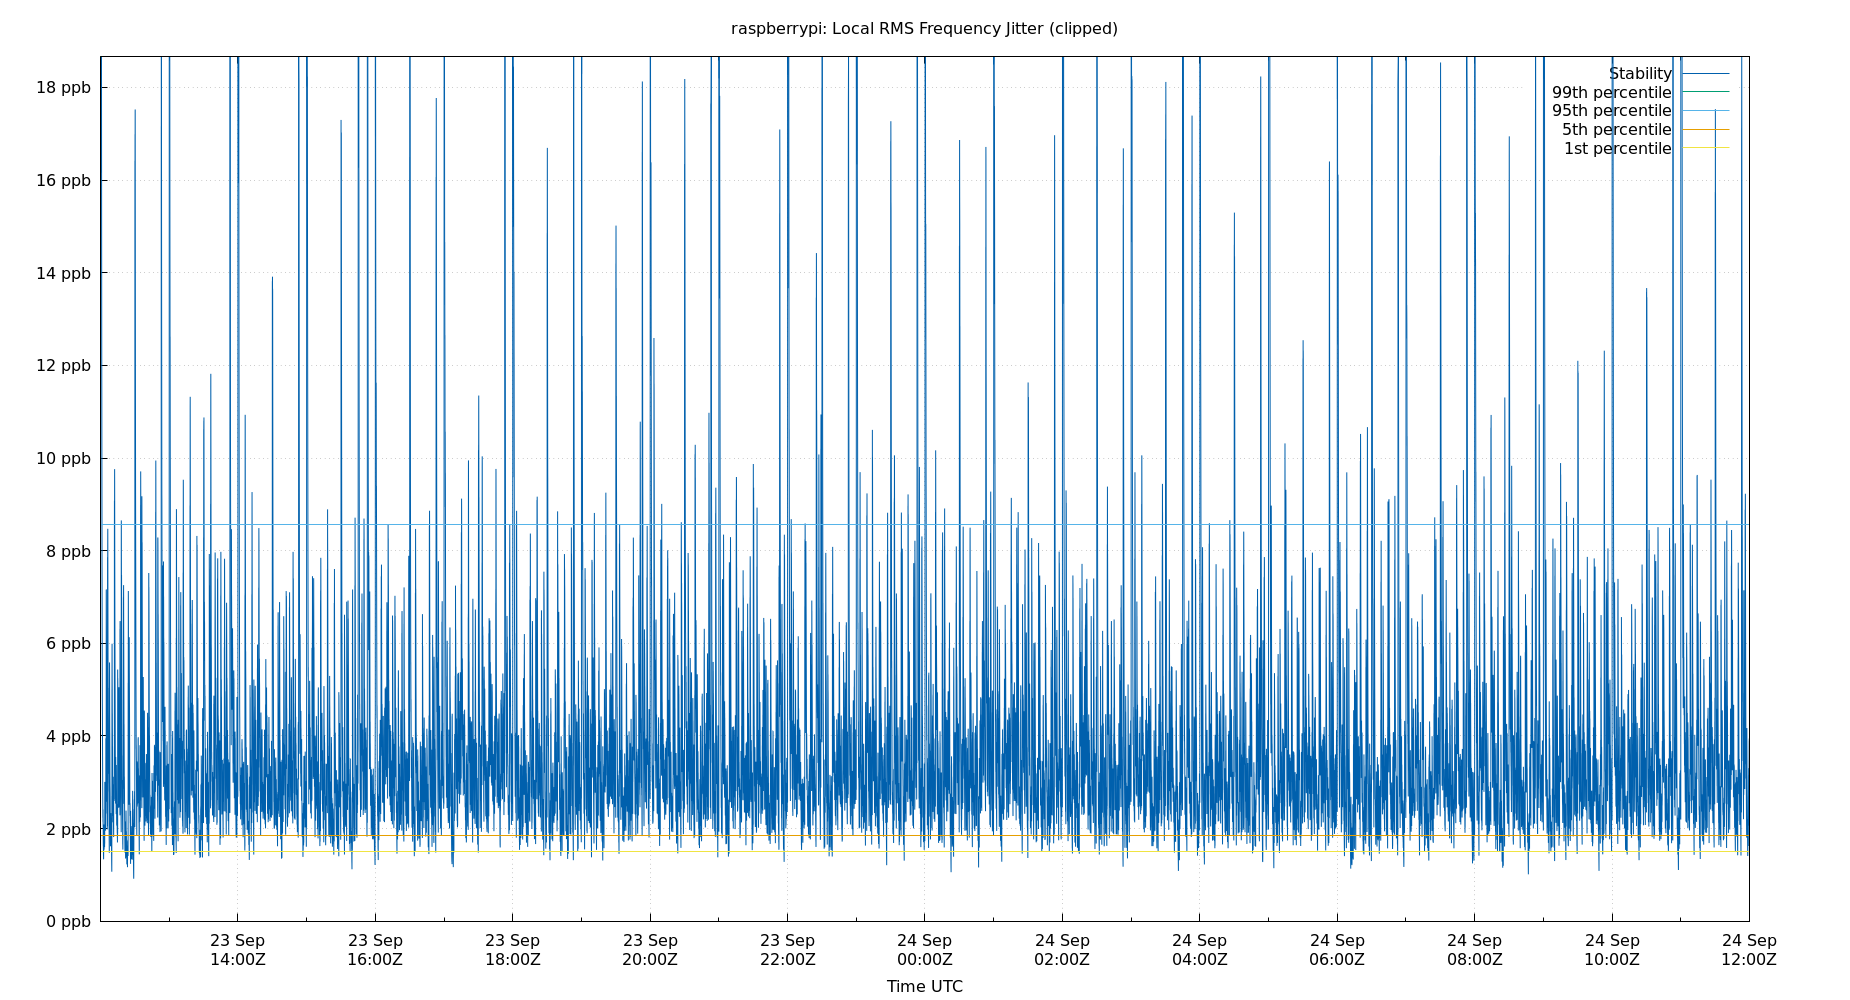 raspberrypi: Local RMS Frequency Jitter (clipped)
Stability
99th percentile
95th percentile
5th percentile
1st percentile
18 ppb
16 ppb
14 ppb
12 ppb
10 ppb
8 ppb
6 ppb
4 ppb
2 ppb
0 ppb
23 Sep 23 Sep 23 Sep 23 Sep 23 Sep 24 Sep 24 Sep 24 Sep 24 Sep 24 Sep 24 Sep 24 Sep
14:00Z 16:00Z 18:00Z 20:00Z 22:00Z 00:00Z 02:00Z 04:00Z 06:00Z 08:00Z 10:00Z 12:00Z
Time UTC